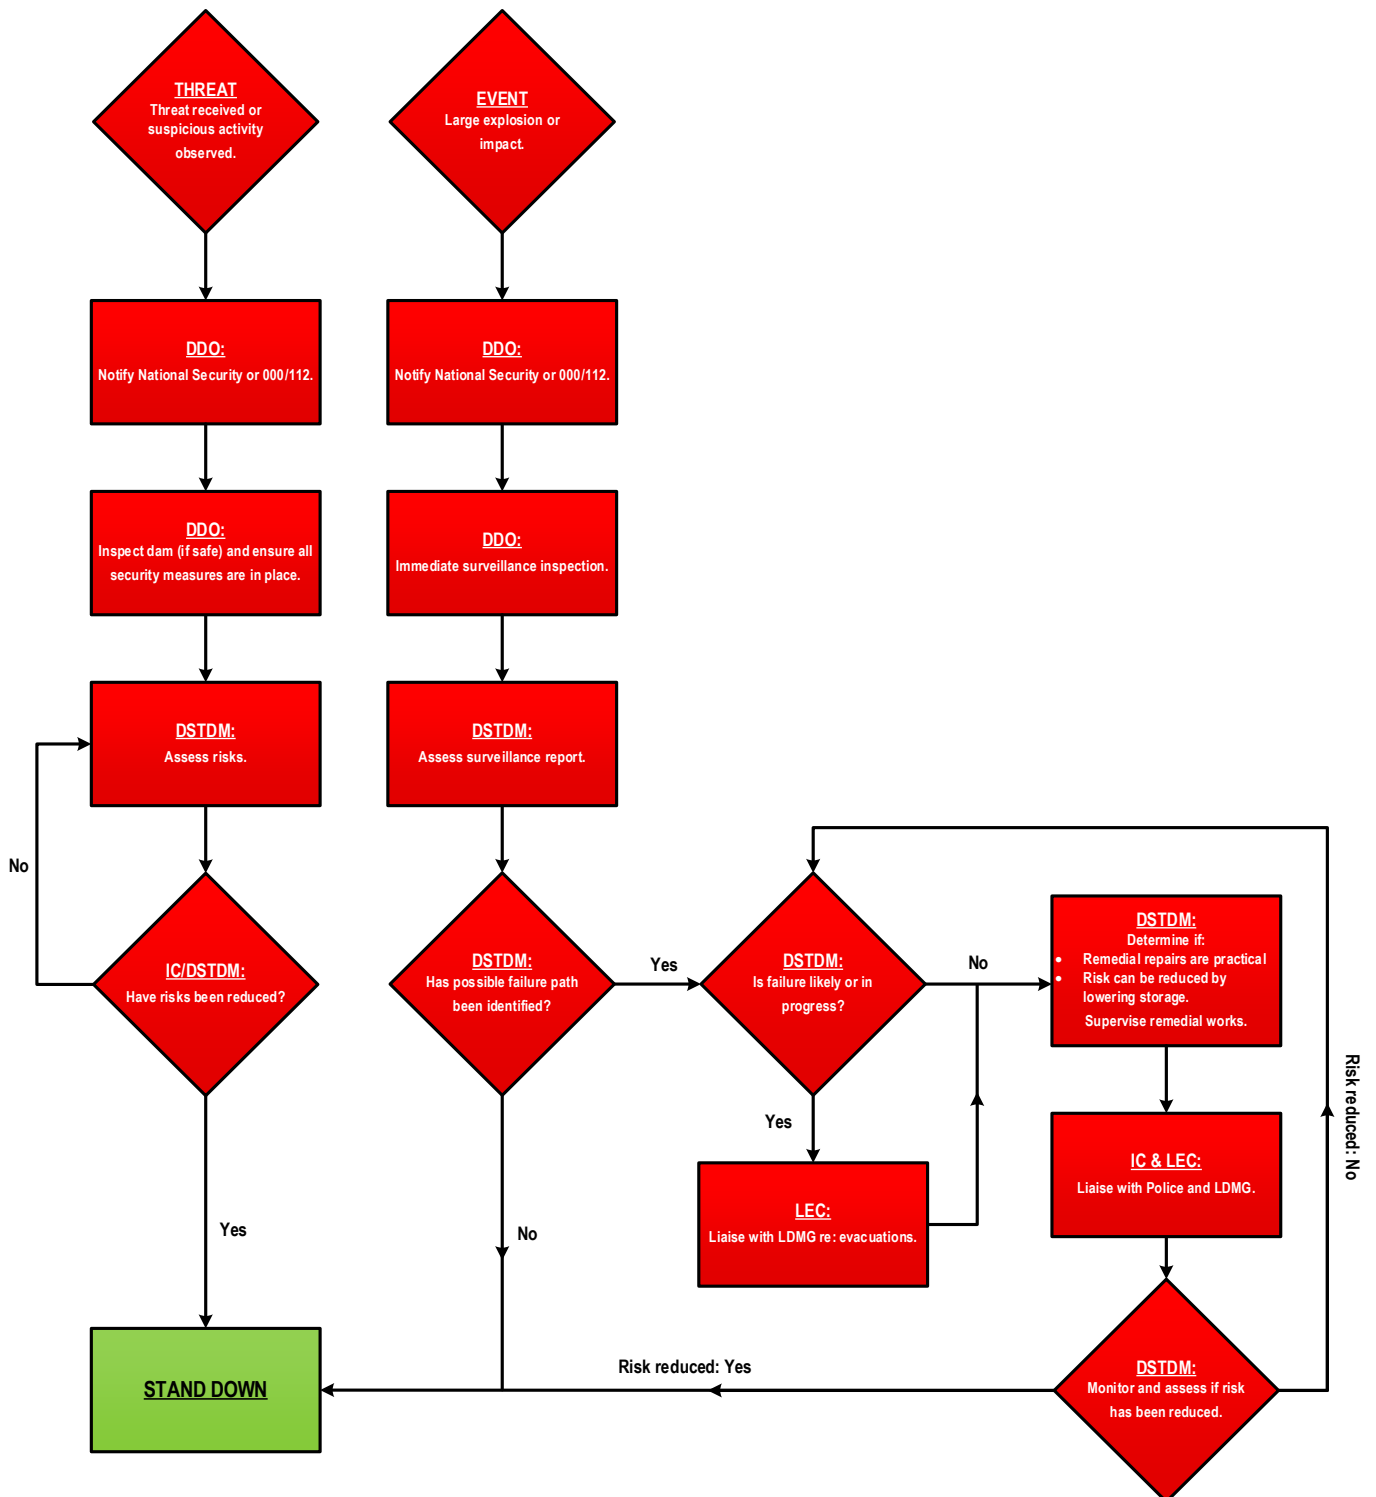 THREAT
Threat received or
suspicious activity
observed.
EVENT
Large explosion or
impact.
DDO:
Notify National Security or 000/112.
DDO:
Notify National Security or 000/112.
DDO:
Inspect dam (if safe) and ensure all
security measures are in place.
DDO:
Immediate surveillance inspection.
DSTDM:
Assess risks.
DSTDM:
Assess surveillance report.
No
IC/DSTDM:
Have risks been reduced?
DSTDM:
Has possible failure path
been identified?
Yes
DSTDM:
Is failure likely or in
progress?
No
DSTDM:
Determine if:
• Remedial repairs are practical
• Risk can be reduced by
lowering storage.
Supervise remedial works.
Risk reduced: No
Yes
IC & LEC:
Liaise with Police and LDMG.
LEC:
Liaise with LDMG re: evacuations.
Yes
No
STAND DOWN
Risk reduced: Yes
DSTDM:
Monitor and assess if risk
has been reduced.